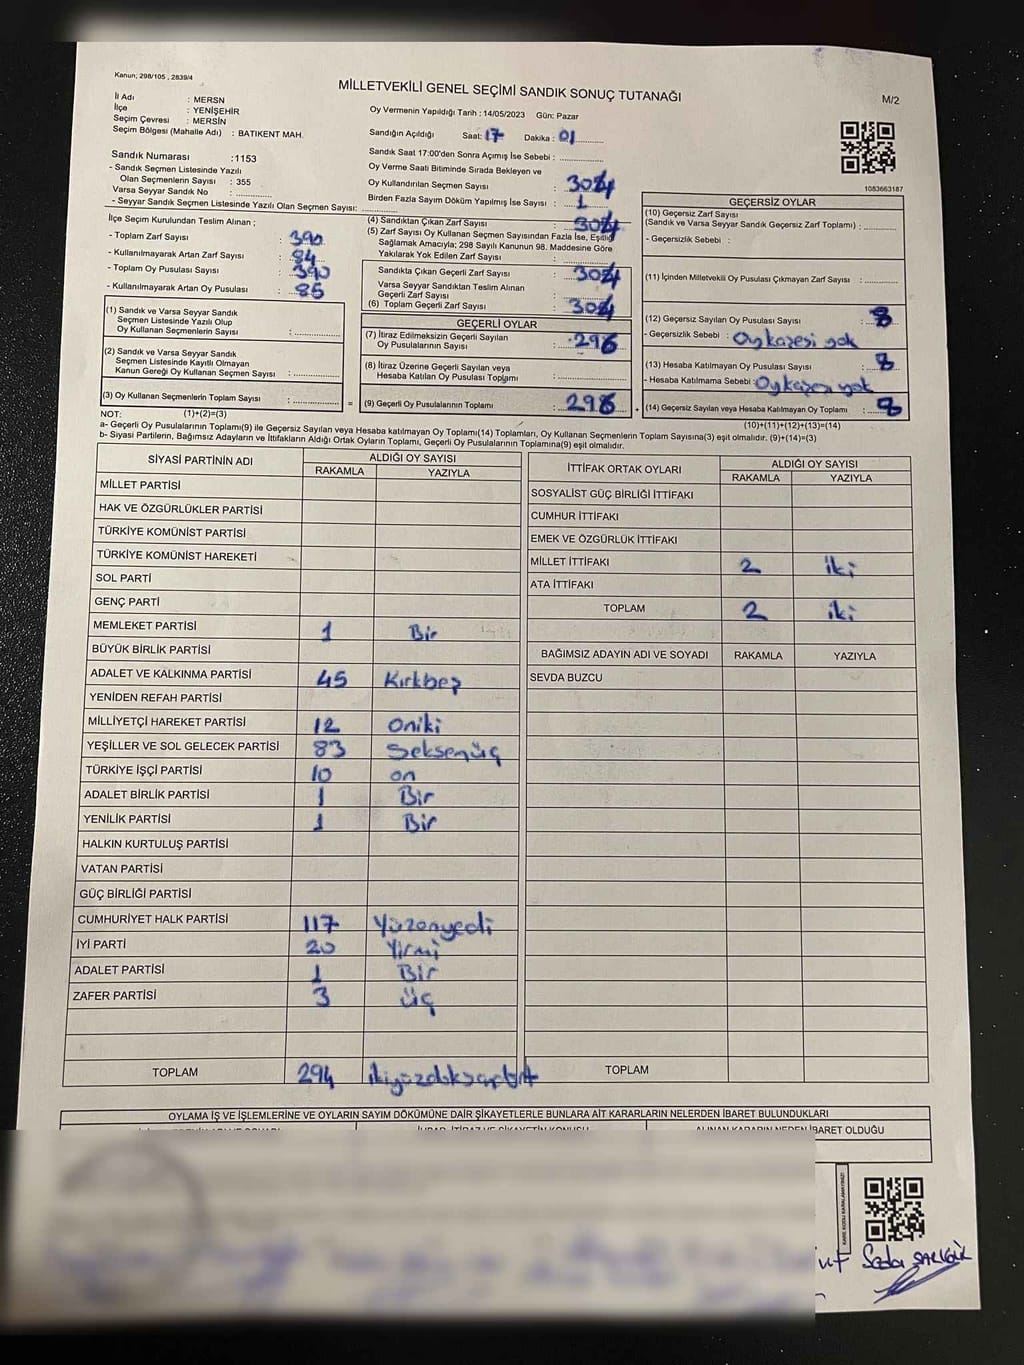 Kanun; 298/105 , 2839/4
MİLLETVEKİLİ GENEL SEÇİMİ SANDIK SONUÇ TUTANAĞI
M/2
İl Adı : MERSN
İlçe : YENİŞEHİR
Seçim Çevresi : MERSİN
Seçim Bölgesi (Mahalle Adı) : BATIKENT MAH.
Sandık Numarası :1153
- Sandık Seçmen Listesinde Yazılı
Olan Seçmenlerin Sayısı : 355
Varsa Seyyar Sandık No :
- Seyyar Sandık Seçmen Listesinde Yazılı Olan Seçmen Sayısı:
İlçe Seçim Kurulundan Teslim Alınan ;
- Toplam Zarf Sayısı : 390
- Kullanılmayarak Artan Zarf Sayısı : 84
- Toplam Oy Pusulası Sayısı : 390
- Kullanılmayarak Artan Oy Pusulası : 85
(1) Sandık ve Varsa Seyyar Sandık
Seçmen Listesinde Yazılı Olup
Oy Kullanan Seçmenlerin Sayısı :
(2) Sandık ve Varsa Seyyar Sandık
Seçmen Listesinde Kayıtlı Olmayan
Kanun Gereği Oy Kullanan Seçmen Sayısı :
(3) Oy Kullanan Seçmenlerin Toplam Sayısı :
Oy Vermenin Yapıldığı Tarih : 14/05/2023 Gün: Pazar
Sandığın Açıldığı Saat: 17 Dakika : 01
Sandık Saat 17:00'den Sonra Açımış İse Sebebi :
Oy Verme Saati Bitiminde Sırada Bekleyen ve
Oy Kullandırılan Seçmen Sayısı :
Birden Fazla Sayım Döküm Yapılmış İse Sayısı : 1
(4) Sandıktan Çıkan Zarf Sayısı :
(5) Zarf Sayısı Oy Kullanan Seçmen Sayısından Fazla İse, Eşitliği
Sağlamak Amacıyla; 298 Sayılı Kanunun 98. Maddesine Göre
Yakılarak Yok Edilen Zarf Sayısı :
Sandıkta Çıkan Geçerli Zarf Sayısı :
Varsa Seyyar Sandıktan Teslim Alınan
Geçerli Zarf Sayısı :
(6) Toplam Geçerli Zarf Sayısı :
GEÇERLİ OYLAR
(7) İtiraz Edilmeksizin Geçerli Sayılan
Oy Pusulalarının Sayısı : 296
(8) İtiraz Üzerine Geçerli Sayılan veya
Hesaba Katılan Oy Pusulası Toplamı :
= (9) Geçerli Oy Pusulalarının Toplamı : 296 +
1083663187
GEÇERSİZ OYLAR
(10) Geçersiz Zarf Sayısı
(Sandık ve Varsa Seyyar Sandık Geçersiz Zarf Toplamı) :
- Geçersizlik Sebebi :
(11) İçinden Milletvekili Oy Pusulası Çıkmayan Zarf Sayısı :
(12) Geçersiz Sayılan Oy Pusulası Sayısı : 8
- Geçersizlik Sebebi : Oy kaşesi yok
(13) Hesaba Katılmayan Oy Pusulası Sayısı : 8
- Hesaba Katılmama Sebebi : Oy kaşesi yok
(14) Geçersiz Sayılan veya Hesaba Katılmayan Oy Toplamı : 8
NOT: (1)+(2)=(3) (10)+(11)+(12)+(13)=(14)
a- Geçerli Oy Pusulalarının Toplamı(9) ile Geçersiz Sayılan veya Hesaba katılmayan Oy Toplamı(14) Toplamları, Oy Kullanan Seçmenlerin Toplam Sayısına(3) eşit olmalıdır. (9)+(14)=(3)
b- Siyasi Partilerin, Bağımsız Adayların ve İttifakların Aldığı Ortak Oyların Toplamı, Geçerli Oy Pusulalarının Toplamına(9) eşit olmalıdır.
SİYASİ PARTİNİN ADI ALDIĞI OY SAYISI
RAKAMLA YAZIYLA
MİLLET PARTİSİ
HAK VE ÖZGÜRLÜKLER PARTİSİ
TÜRKİYE KOMÜNİST PARTİSİ
TÜRKİYE KOMÜNİST HAREKETİ
SOL PARTİ
GENÇ PARTİ
MEMLEKET PARTİSİ 1 Bir
BÜYÜK BİRLİK PARTİSİ
ADALET VE KALKINMA PARTİSİ 45 Kırkbeş
YENİDEN REFAH PARTİSİ
MİLLİYETÇİ HAREKET PARTİSİ 12 Oniki
YEŞİLLER VE SOL GELECEK PARTİSİ 83 Seksenüç
TÜRKİYE İŞÇİ PARTİSİ 10 on
ADALET BİRLİK PARTİSİ 1 Bir
YENİLİK PARTİSİ 1 Bir
HALKIN KURTULUŞ PARTİSİ
VATAN PARTİSİ
GÜÇ BİRLİĞİ PARTİSİ
CUMHURİYET HALK PARTİSİ 117 Yüzonyedi
İYİ PARTİ 20 Yirmi
ADALET PARTİSİ 1 Bir
ZAFER PARTİSİ 3 üç
TOPLAM 294
İTTİFAK ORTAK OYLARI ALDIĞI OY SAYISI
RAKAMLA YAZIYLA
SOSYALİST GÜÇ BİRLİĞİ İTTİFAKI
CUMHUR İTTİFAKI
EMEK VE ÖZGÜRLÜK İTTİFAKI
MİLLET İTTİFAKI 2 iki
ATA İTTİFAKI
TOPLAM 2 iki
BAĞIMSIZ ADAYIN ADI VE SOYADI RAKAMLA YAZIYLA
SEVDA BUZCU
TOPLAM
OYLAMA İŞ VE İŞLEMLERİNE VE OYLARIN SAYIM DÖKÜMÜNE DAİR ŞİKAYETLERLE BUNLARA AİT KARARLARIN NELERDEN İBARET BULUNDUKLARI
ALINAN KARARIN NEDEN İBARET OLDUĞU
Seda SARIGÜL